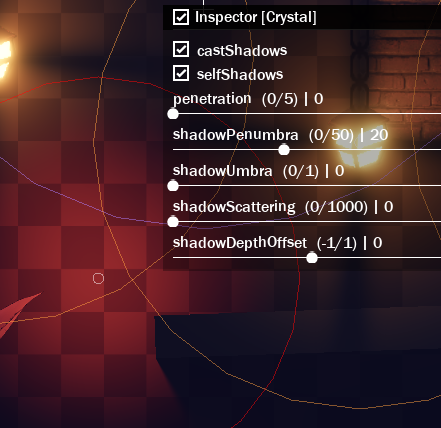 Inspector [Crystal]
castShadows
selfShadows
penetration (0/5) | 0
shadowPenumbra (0/50) | 20
shadowUmbra (0/1) | 0
shadowScattering (0/1000) | 0
shadowDepthOffset (-1/1) | 0